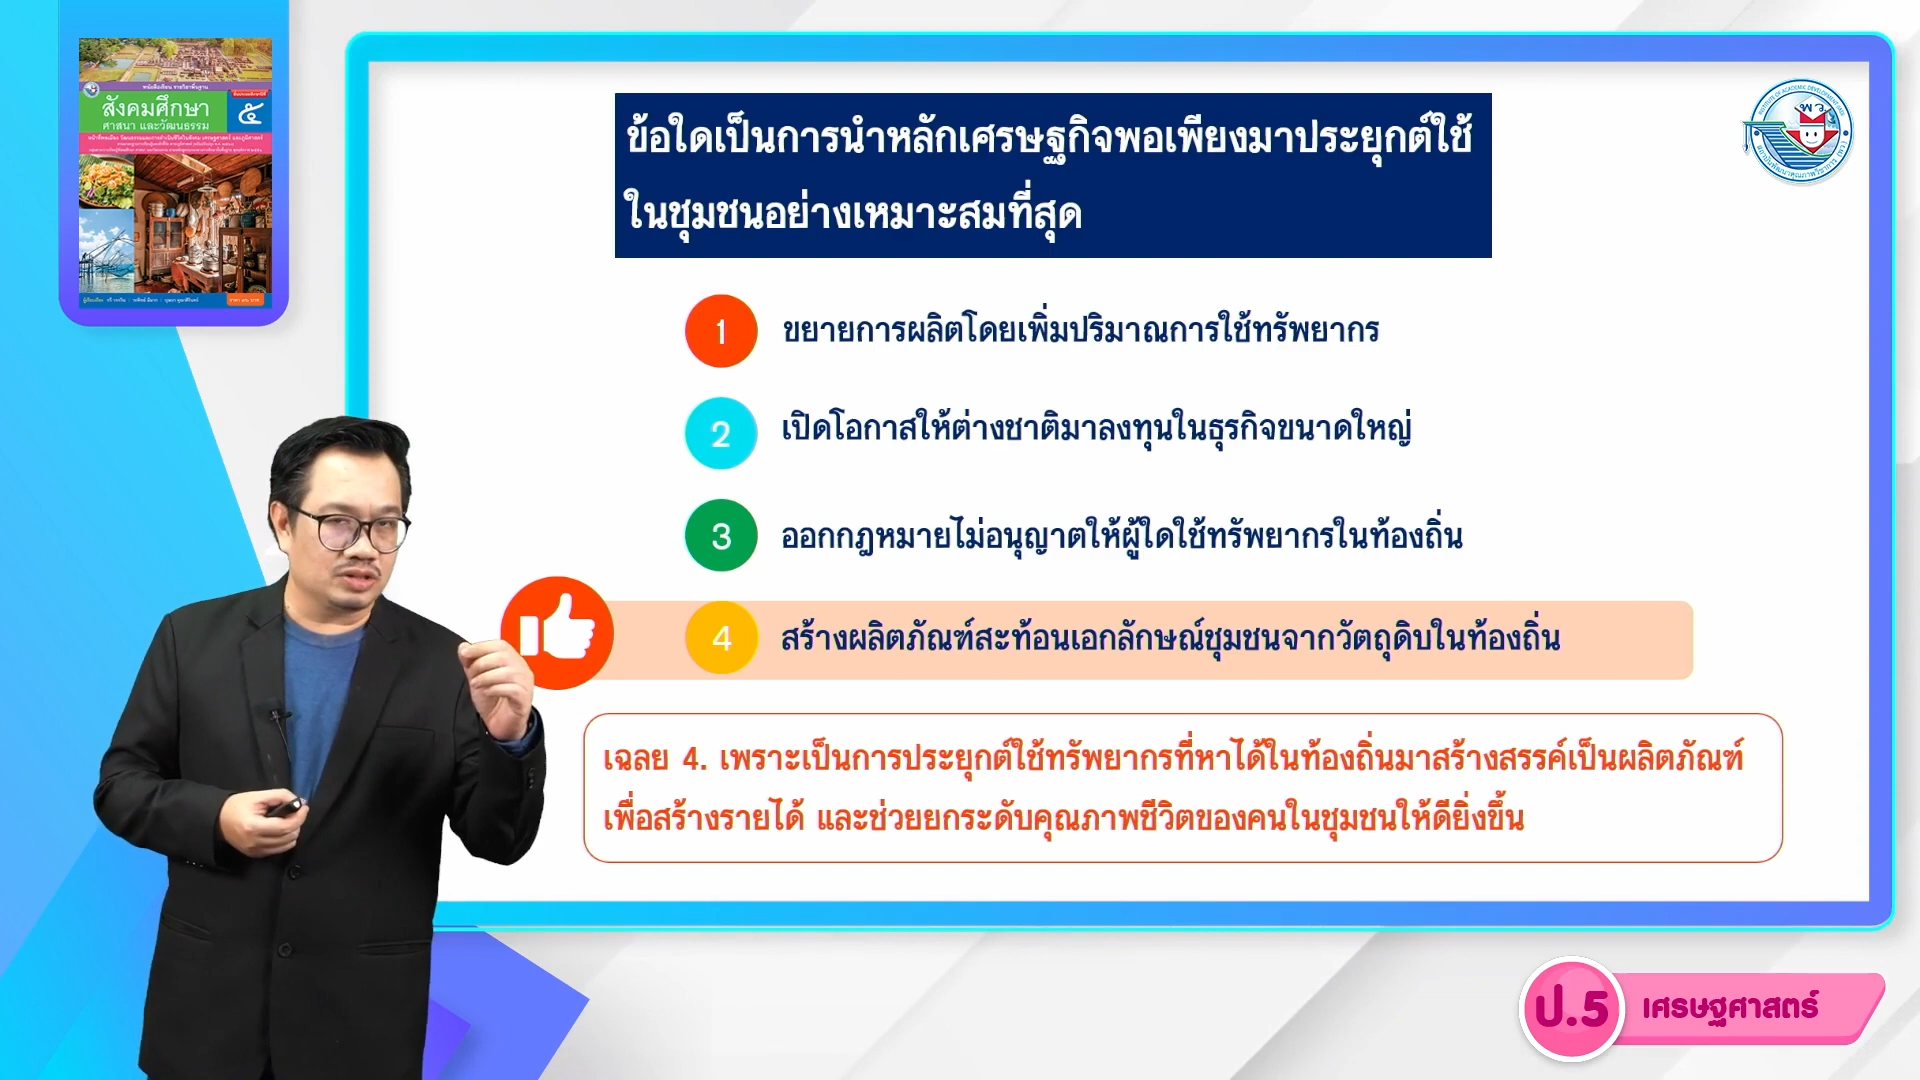 สังคมศึกษา
ศาสนา และวัฒนธรรม
๕
พว
ข้อใดเป็นการนำหลักเศรษฐกิจพอเพียงมาประยุกต์ใช้
ในชุมชนอย่างเหมาะสมที่สุด
1 ขยายการผลิตโดยเพิ่มปริมาณการใช้ทรัพยากร
2 เปิดโอกาสให้ต่างชาติมาลงทุนในธุรกิจขนาดใหญ่
3 ออกกฎหมายไม่อนุญาตให้ผู้ใดใช้ทรัพยากรในท้องถิ่น
4 สร้างผลิตภัณฑ์สะท้อนเอกลักษณ์ชุมชนจากวัตถุดิบในท้องถิ่น
เฉลย 4. เพราะเป็นการประยุกต์ใช้ทรัพยากรที่หาได้ในท้องถิ่นมาสร้างสรรค์เป็นผลิตภัณฑ์
เพื่อสร้างรายได้ และช่วยยกระดับคุณภาพชีวิตของคนในชุมชนให้ดียิ่งขึ้น
ป.5 เศรษฐศาสตร์